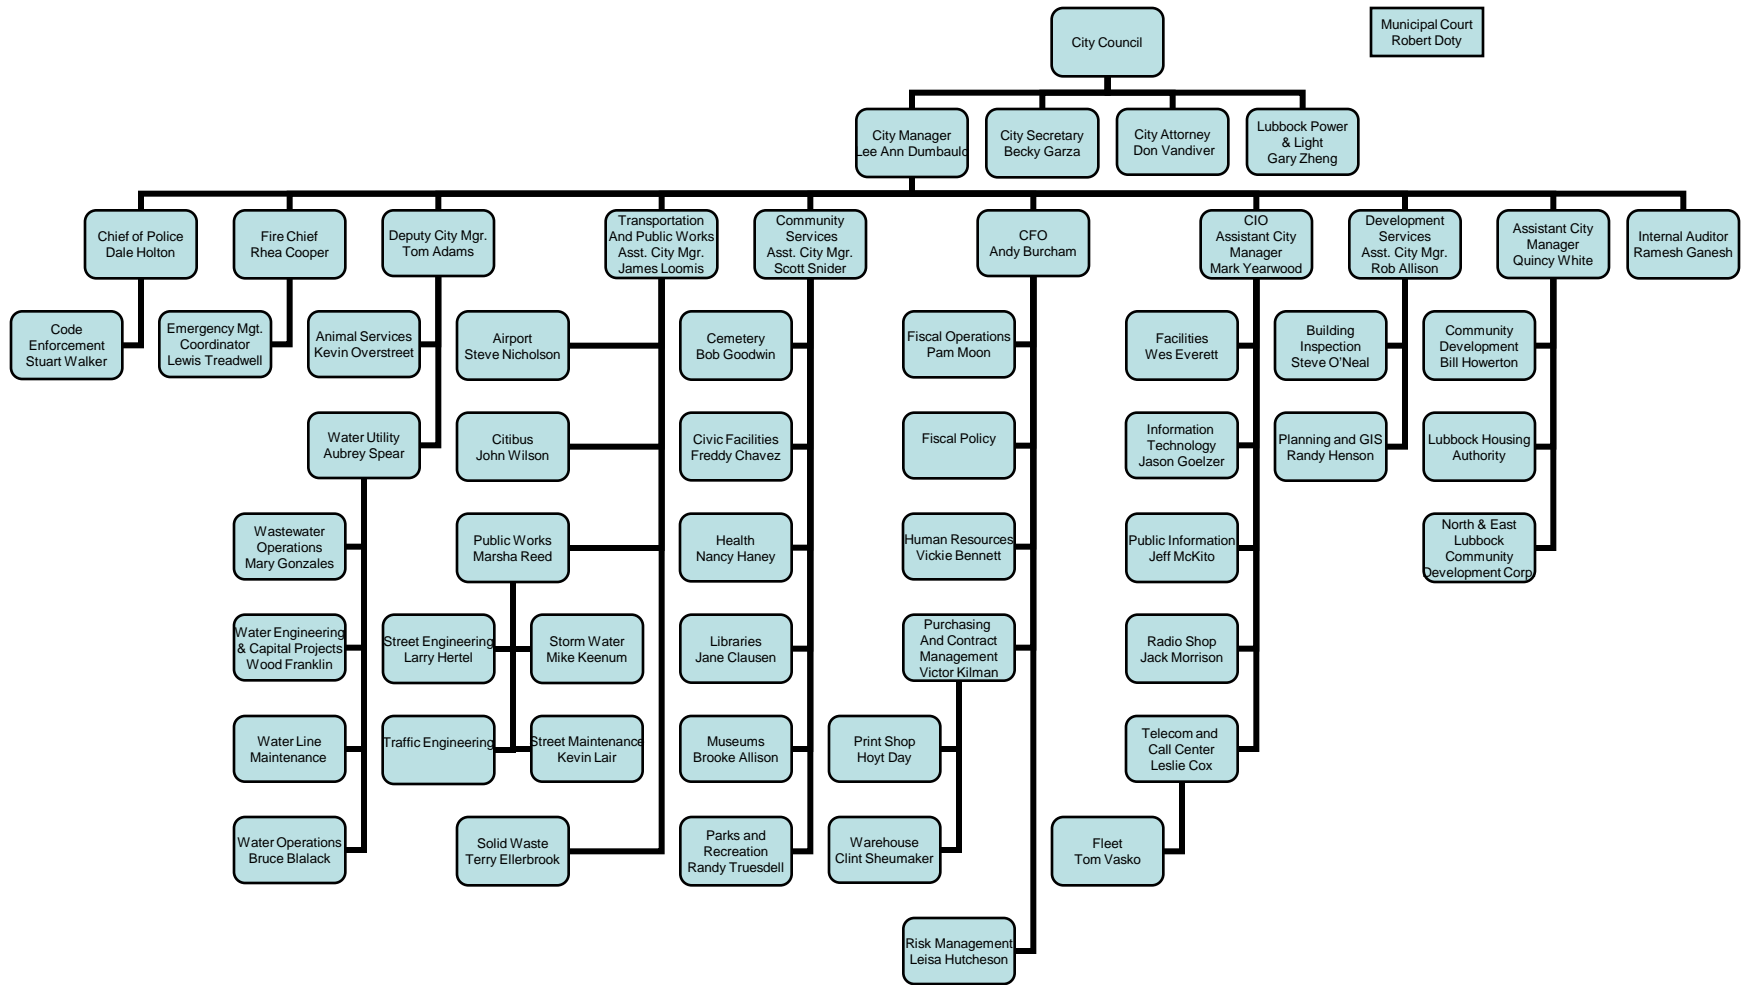 City Council
Municipal Court
Robert Doty
City Manager
Lee Ann Dumbauld
City Secretary
Becky Garza
City Attorney
Don Vandiver
Lubbock Power
& Light
Gary Zheng
Chief of Police
Dale Holton
Fire Chief
Rhea Cooper
Deputy City Mgr.
Tom Adams
Transportation
And Public Works
Asst. City Mgr.
James Loomis
Community
Services
Asst. City Mgr.
Scott Snider
CFO
Andy Burcham
CIO
Assistant City
Manager
Mark Yearwood
Development
Services
Asst. City Mgr.
Rob Allison
Assistant City
Manager
Quincy White
Internal Auditor
Ramesh Ganesh
Code
Enforcement
Stuart Walker
Emergency Mgt.
Coordinator
Lewis Treadwell
Animal Services
Kevin Overstreet
Airport
Steve Nicholson
Cemetery
Bob Goodwin
Fiscal Operations
Pam Moon
Facilities
Wes Everett
Building
Inspection
Steve O'Neal
Community
Development
Bill Howerton
Water Utility
Aubrey Spear
Citibus
John Wilson
Civic Facilities
Freddy Chavez
Fiscal Policy
Information
Technology
Jason Goelzer
Planning and GIS
Randy Henson
Lubbock Housing
Authority
Wastewater
Operations
Mary Gonzales
Public Works
Marsha Reed
Health
Nancy Haney
Human Resources
Vickie Bennett
Public Information
Jeff McKito
North & East
Lubbock
Community
Development Corp
Water Engineering
& Capital Projects
Wood Franklin
Street Engineering
Larry Hertel
Storm Water
Mike Keenum
Libraries
Jane Clausen
Purchasing
And Contract
Management
Victor Kilman
Radio Shop
Jack Morrison
Water Line
Maintenance
Traffic Engineering
Street Maintenance
Kevin Lair
Museums
Brooke Allison
Print Shop
Hoyt Day
Telecom and
Call Center
Leslie Cox
Water Operations
Bruce Blalack
Solid Waste
Terry Ellerbrook
Parks and
Recreation
Randy Truesdell
Warehouse
Clint Sheumaker
Fleet
Tom Vasko
Risk Management
Leisa Hutcheson